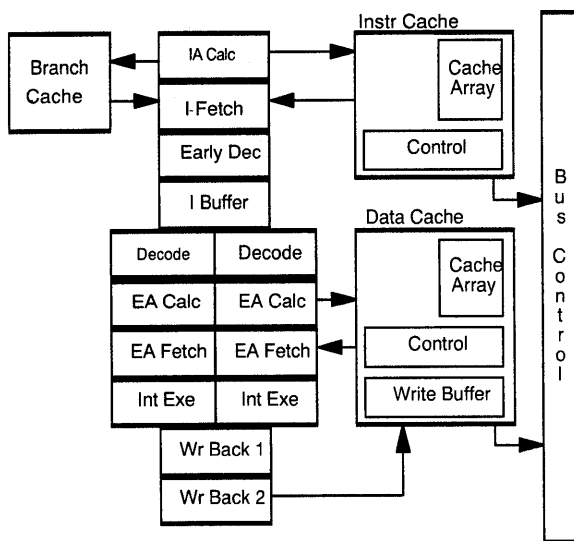 Instr Cache
Branch
Cache
IA Calc
Cache
Array
I-Fetch
Early Dec
Control
I Buffer
Data Cache
Decode
Decode
Cache
Array
EA Calc
EA Calc
EA Fetch
EA Fetch
Control
Int Exe
Int Exe
Write Buffer
Wr Back 1
Wr Back 2
Bus Control